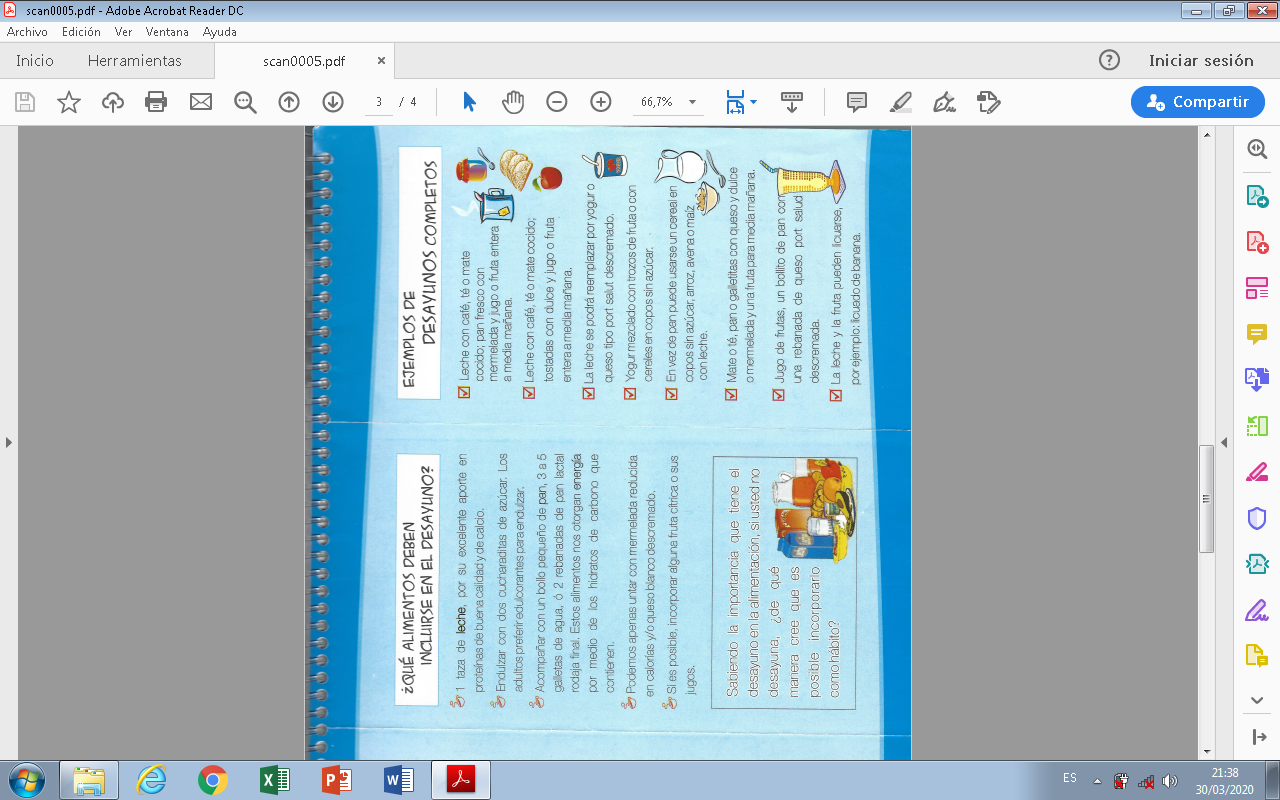 scan0005.pdf - Adobe Acrobat Reader DC
Archivo Edición Ver Ventana Ayuda
Inicio Herramientas scan0005.pdf × ? Iniciar sesión
3 / 4 66,7% Compartir
¿QUÉ ALIMENTOS DEBEN
INCLUIRSE EN EL DESAYUNO?
1 taza de leche, por su excelente aporte en
proteínas de buena calidad y de calcio.
Endulzar con dos cucharaditas de azúcar. Los
adultos preferir edulcorantes para endulzar.
Acompañar con un bollo pequeño de pan, 3 a 5
galletas de agua, ó 2 rebanadas de pan lactal
rodaja final. Estos alimentos nos otorgan energía
por medio de los hidratos de carbono que
contienen.
Podemos apenas untar con mermelada reducida
en calorías y/o queso blanco descremado.
Si es posible, incorporar alguna fruta cítrica o sus
jugos.
Sabiendo la importancia que tiene el
desayuno en la alimentación, si usted no
desayuna, ¿de qué
manera cree que es
posible incorporarlo
como hábito?
EJEMPLOS DE
DESAYUNOS COMPLETOS
Leche con café, té o mate
cocido; pan fresco con
mermelada y jugo o fruta entera
a media mañana.
Leche con café, té o mate cocido;
tostadas con dulce y jugo o fruta
entera a media mañana.
La leche se podrá reemplazar por yogur o
queso tipo port salut descremado.
Yogur mezclado con trozos de fruta o con
cereles en copos sin azúcar.
En vez de pan puede usarse un cereal en
copos sin azúcar, arroz, avena o maíz
con leche.
Mate o té, pan o galletitas con queso y dulce
o mermelada y una fruta para media mañana.
Jugo de frutas, un bollito de pan con
una rebanada de queso port salud
descremada.
La leche y la fruta pueden licuarse,
por ejemplo: licuado de banana.
ES 21:38
30/03/2020